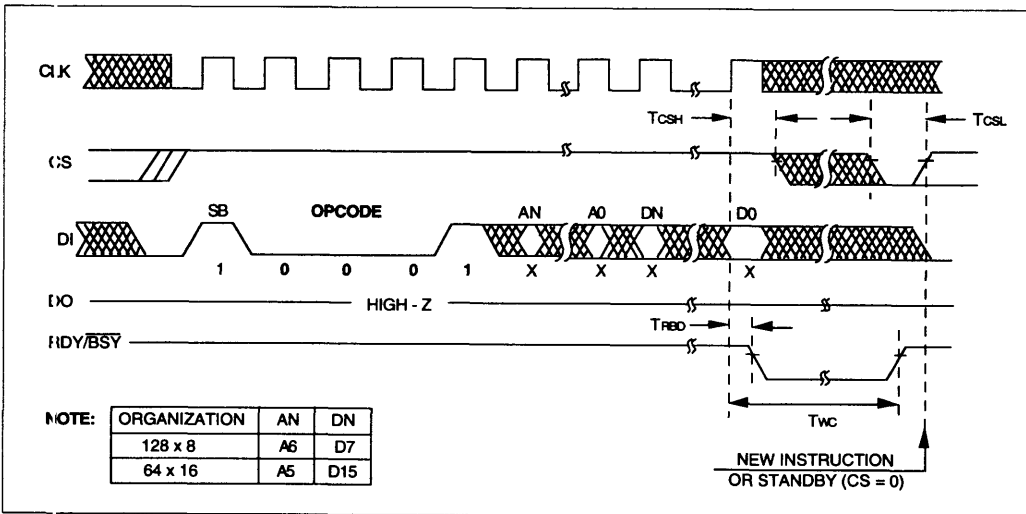 CLK
TCSH
TCSL
CS
SB OPCODE AN A0 DN D0
DI
1 0 0 0 1 X X X X
DO HIGH - Z
TRBD
RDY/BSY
TWC
NOTE:
ORGANIZATION AN DN
128 x 8 A6 D7
64 x 16 A5 D15
NEW INSTRUCTION
OR STANDBY (CS = 0)